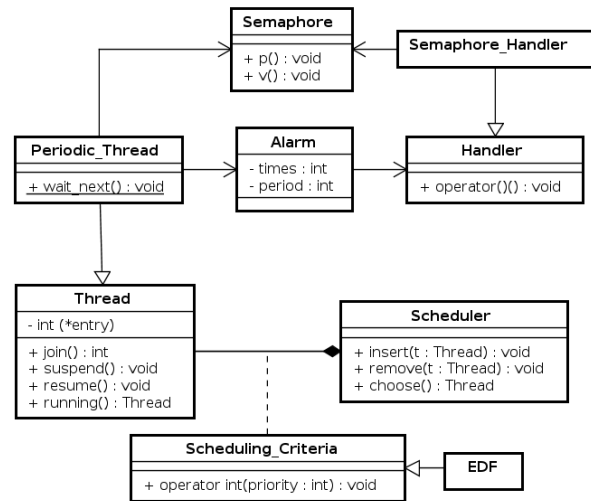 Semaphore
+ p() : void
+ v() : void
Semaphore_Handler
Periodic_Thread
+ wait_next() : void
Alarm
- times : int
- period : int
Handler
+ operator()() : void
Thread
- int (*entry)
+ join() : int
+ suspend() : void
+ resume() : void
+ running() : Thread
Scheduler
+ insert(t : Thread) : void
+ remove(t : Thread) : void
+ choose() : Thread
Scheduling_Criteria
+ operator int(priority : int) : void
EDF